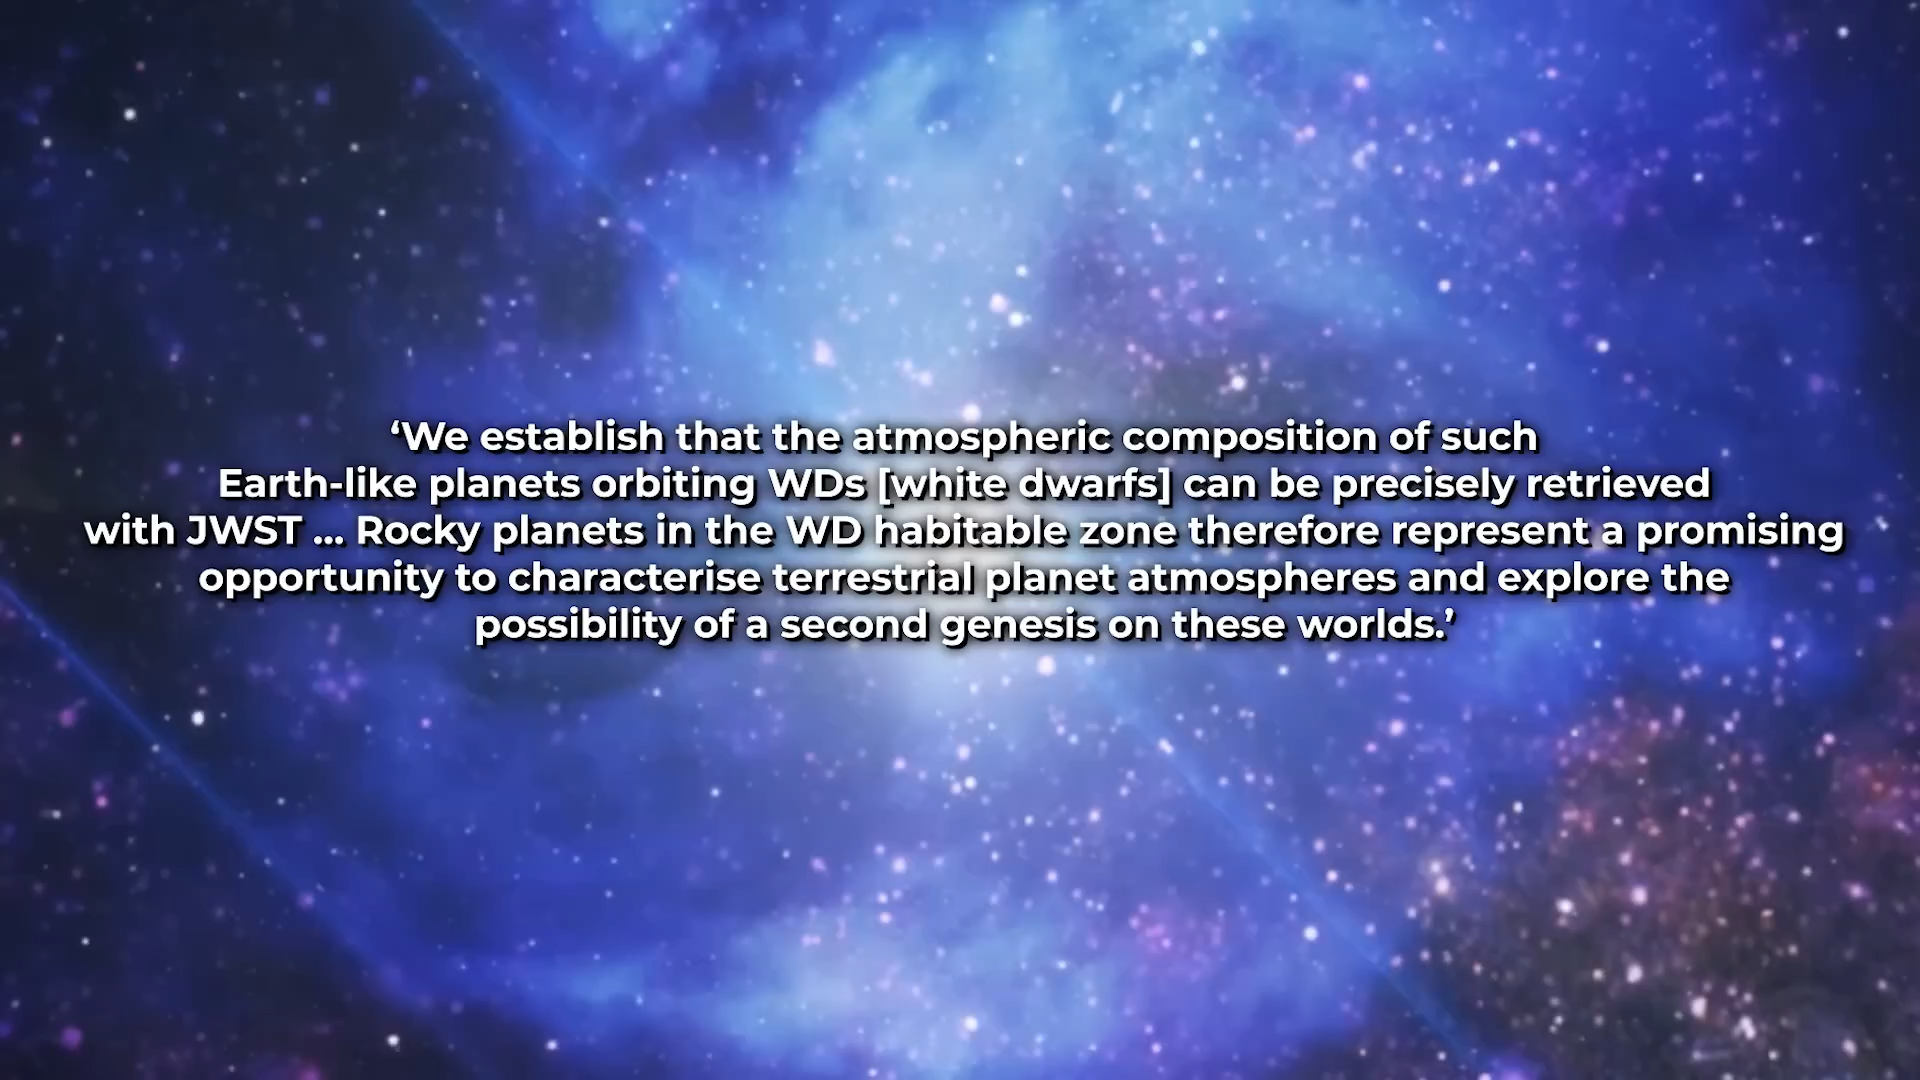 ‘We establish that the atmospheric composition of such
Earth-like planets orbiting WDs [white dwarfs] can be precisely retrieved
with JWST ... Rocky planets in the WD habitable zone therefore represent a promising
opportunity to characterise terrestrial planet atmospheres and explore the
possibility of a second genesis on these worlds.’